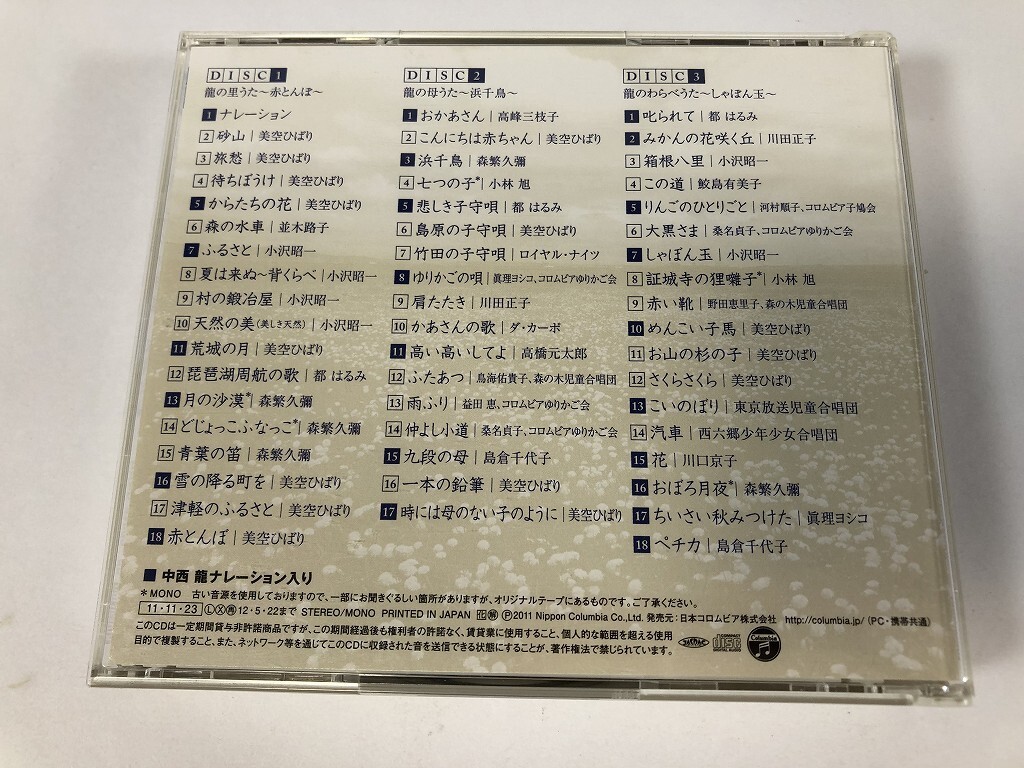 DISC1
龍の里うた～赤とんぼ～
1 ナレーション
2 砂山｜美空ひばり
3 旅愁｜美空ひばり
4 待ちぼうけ｜美空ひばり
5 からたちの花｜美空ひばり
6 森の水車｜並木路子
7 ふるさと｜小沢昭一
8 夏は来ぬ～背くらべ｜小沢昭一
9 村の鍛冶屋｜小沢昭一
10 天然の美(美しき天然)｜小沢昭一
11 荒城の月｜美空ひばり
12 琵琶湖周航の歌｜都 はるみ
13 月の沙漠*｜森繁久彌
14 どじょっこふなっこ*｜森繁久彌
15 青葉の笛｜森繁久彌
16 雪の降る町を｜美空ひばり
17 津軽のふるさと｜美空ひばり
18 赤とんぼ｜美空ひばり
DISC2
龍の母うた～浜千鳥～
1 おかあさん｜高峰三枝子
2 こんにちは赤ちゃん｜美空ひばり
3 浜千鳥｜森繁久彌
4 七つの子*｜小林 旭
5 悲しき子守唄｜都 はるみ
6 島原の子守唄｜美空ひばり
7 竹田の子守唄｜ロイヤル・ナイツ
8 ゆりかごの唄｜眞理ヨシコ、コロムビアゆりかご会
9 肩たたき｜川田正子
10 かあさんの歌｜ダ・カーポ
11 高い高いしてよ｜高橋元太郎
12 ふたあつ｜鳥海佑貴子、森の木児童合唱団
13 雨ふり｜益田 恵、コロムビアゆりかご会
14 仲よし小道｜桑名貞子、コロムビアゆりかご会
15 九段の母｜島倉千代子
16 一本の鉛筆｜美空ひばり
17 時には母のない子のように｜美空ひばり
DISC3
龍のわらべうた～しゃぼん玉～
1 叱られて｜都 はるみ
2 みかんの花咲く丘｜川田正子
3 箱根八里｜小沢昭一
4 この道｜鮫島有美子
5 りんごのひとりごと｜河村順子、コロムビア子鳩会
6 大黒さま｜桑名貞子、コロムビアゆりかご会
7 しゃぼん玉｜小沢昭一
8 証城寺の狸囃子*｜小林 旭
9 赤い靴｜野田恵里子、森の木児童合唱団
10 めんこい子馬｜美空ひばり
11 お山の杉の子｜美空ひばり
12 さくらさくら｜美空ひばり
13 こいのぼり｜東京放送児童合唱団
14 汽車｜西六郷少年少女合唱団
15 花｜川口京子
16 おぼろ月夜*｜森繁久彌
17 ちいさい秋みつけた｜眞理ヨシコ
18 ペチカ｜島倉千代子
■ 中西 龍ナレーション入り
*MONO 古い音源を使用しておりますので、一部にお聞きぐるしい箇所がありますが、オリジナルテープにあるものです。ご了承ください。
11・11・23 Ⓛ Ⓧ 再 12・5・22まで STEREO/MONO PRINTED IN JAPAN ℗2011 Nippon Columbia Co.,Ltd. 発売元:日本コロムビア株式会社 http://columbia.jp/ (PC・携帯共通)
このCDは一定期間貸与非許諾商品ですが、この期間経過後も権利者の許諾なく、賃貸業に使用すること、個人的な範囲を超える使用
目的で複製すること、また、ネットワーク等を通じてこのCDに収録された音を送信できる状態にすることが、著作権法で禁じられています。
COMPACT
disc
DIGITAL AUDIO
COLUMBIA